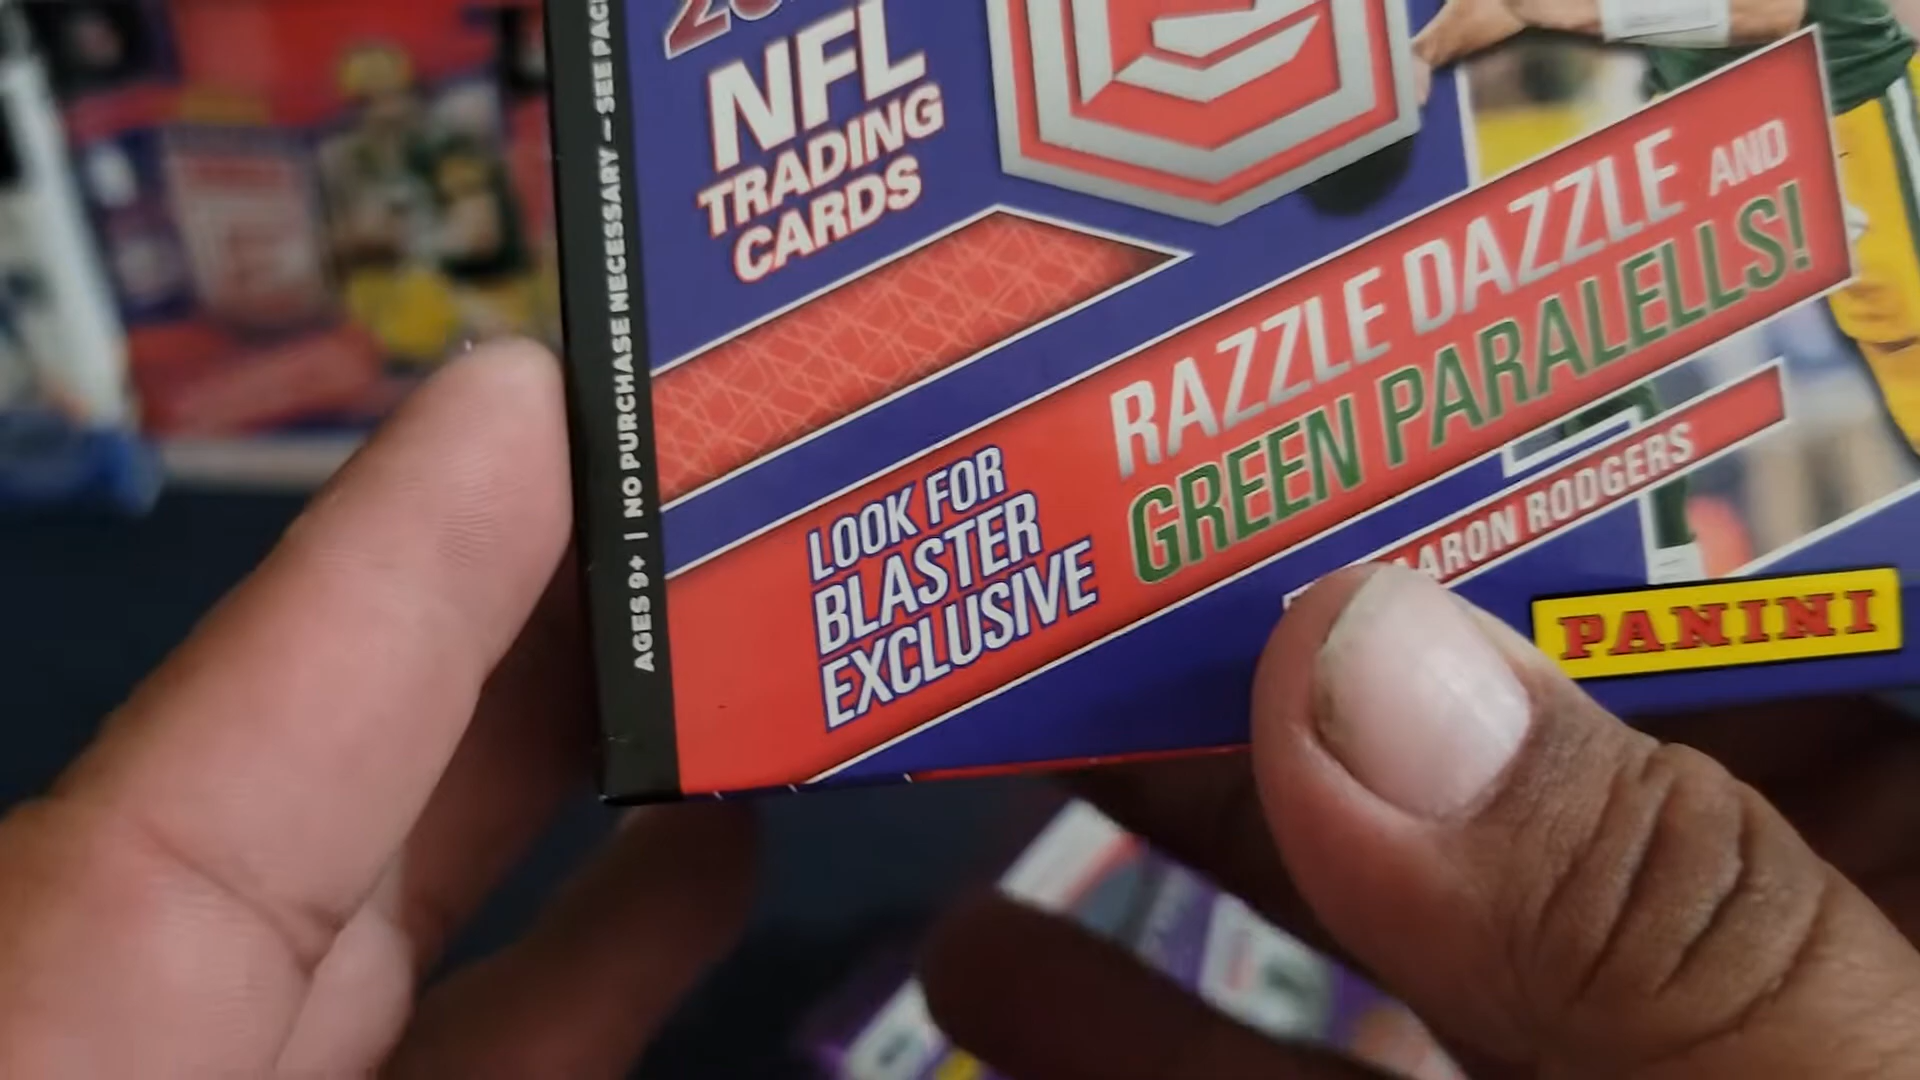 NFL
TRADING
CARDS
AGES 9+ | NO PURCHASE NECESSARY – SEE PAC
RAZZLE DAZZLE AND
GREEN PARALELLS!
LOOK FOR
BLASTER
EXCLUSIVE
AARON RODGERS
PANINI